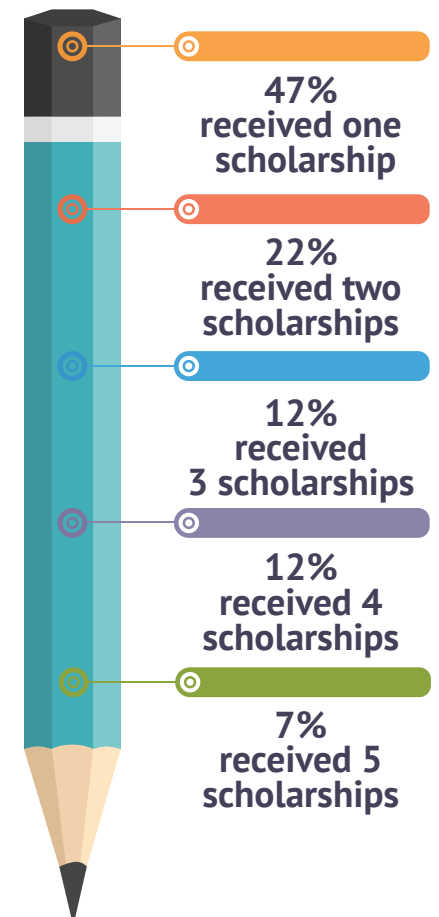 47%
received one
scholarship
22%
received two
scholarships
12%
received
3 scholarships
12%
received 4
scholarships
7%
received 5
scholarships